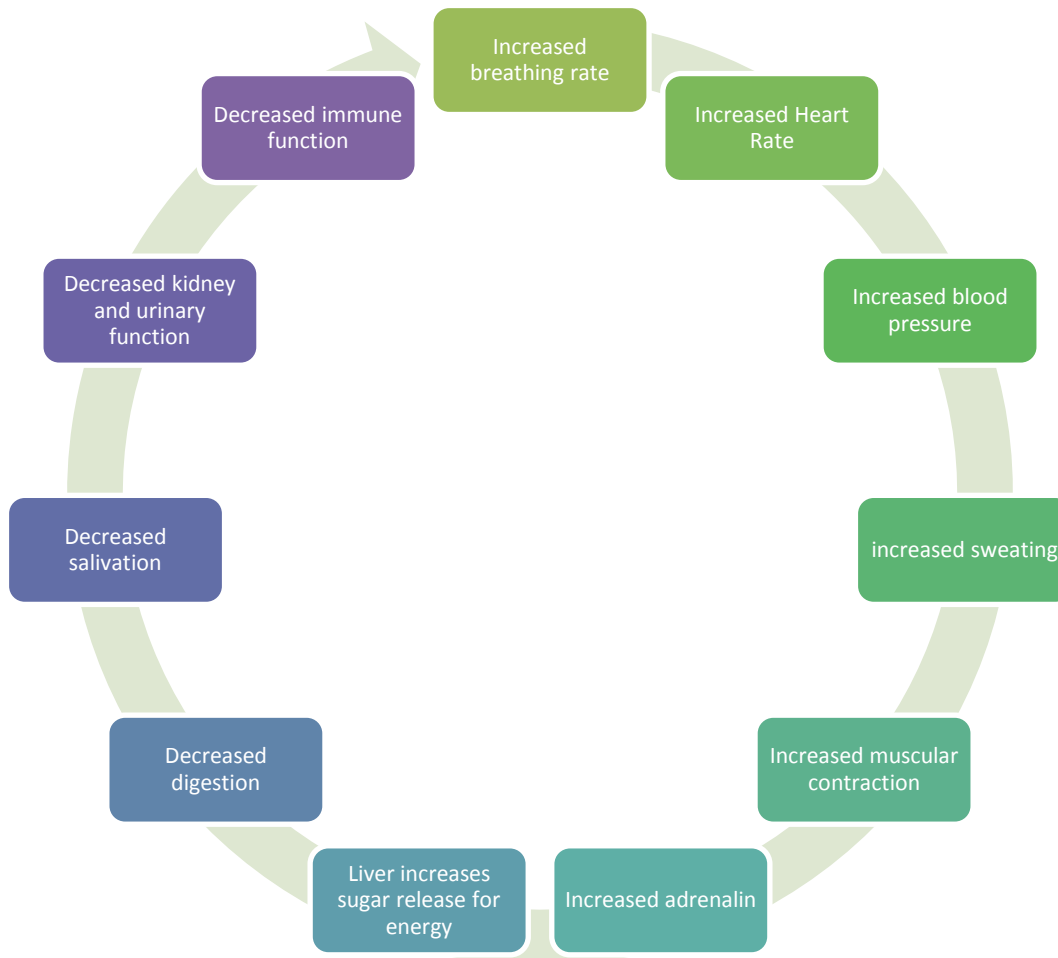 Increased
breathing rate
Increased Heart
Rate
Increased blood
pressure
increased sweating
Increased muscular
contraction
Increased adrenalin
Liver increases
sugar release for
energy
Decreased
digestion
Decreased
salivation
Decreased kidney
and urinary
function
Decreased immune
function